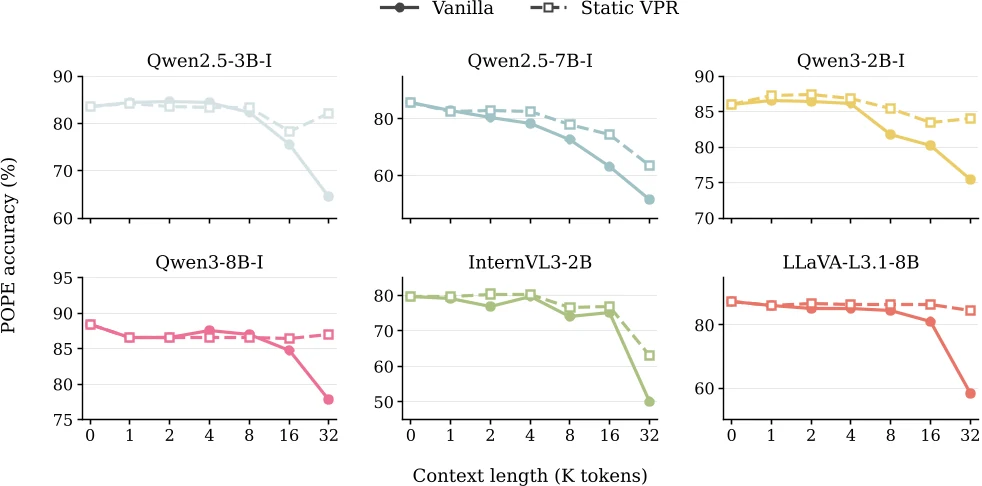 Vanilla Static VPR
Qwen2.5-3B-I Qwen2.5-7B-I Qwen3-2B-I
90
80
70
60
80
60
90
85
80
75
70
POPE accuracy (%)
Qwen3-8B-I InternVL3-2B LLaVA-L3.1-8B
95
90
85
80
75
80
70
60
50
80
60
0 1 2 4 8 16 32
0 1 2 4 8 16 32
0 1 2 4 8 16 32
Context length (K tokens)